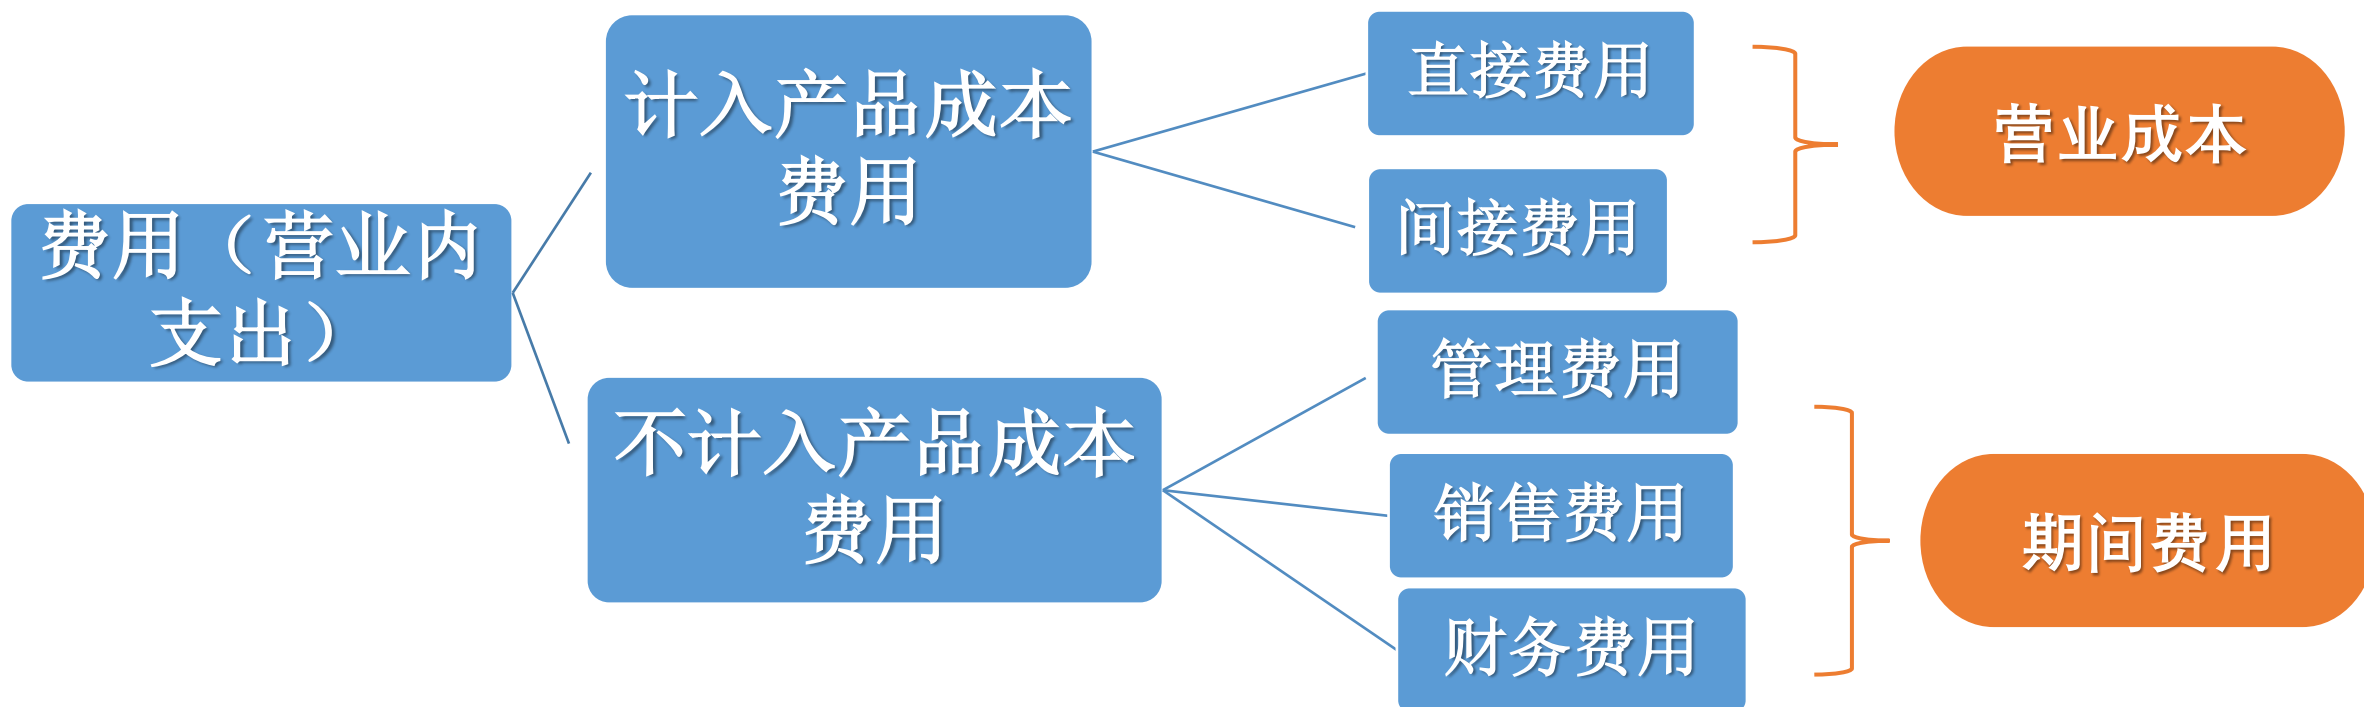 费用（营业内
支出）
计入产品成本
费用
不计入产品成本
费用
直接费用
间接费用
管理费用
销售费用
财务费用
营业成本
期间费用